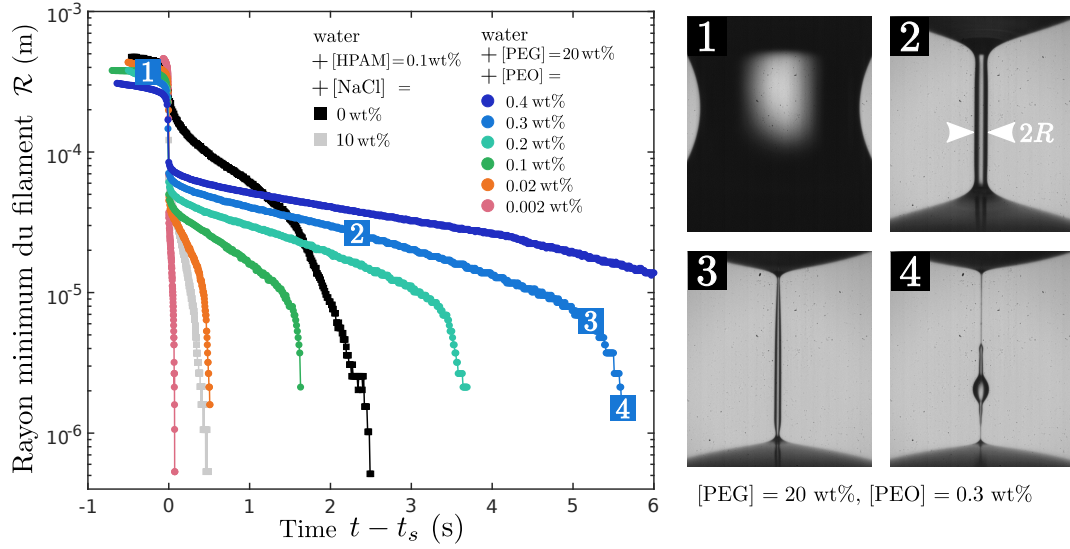 Rayon minimum du filament 𝓡 (m)
10⁻³
10⁻⁴
10⁻⁵
10⁻⁶
-1 0 1 2 3 4 5 6
Time t − tₛ (s)
water
+[HPAM]=0.1wt%
+[NaCl] =
0 wt%
10 wt%
water
+[PEG]=20 wt%
+[PEO] =
0.4 wt%
0.3 wt%
0.2 wt%
0.1 wt%
0.02 wt%
0.002 wt%
1
2
3
4
1
2
2R
3
4
[PEG] = 20 wt%, [PEO] = 0.3 wt%